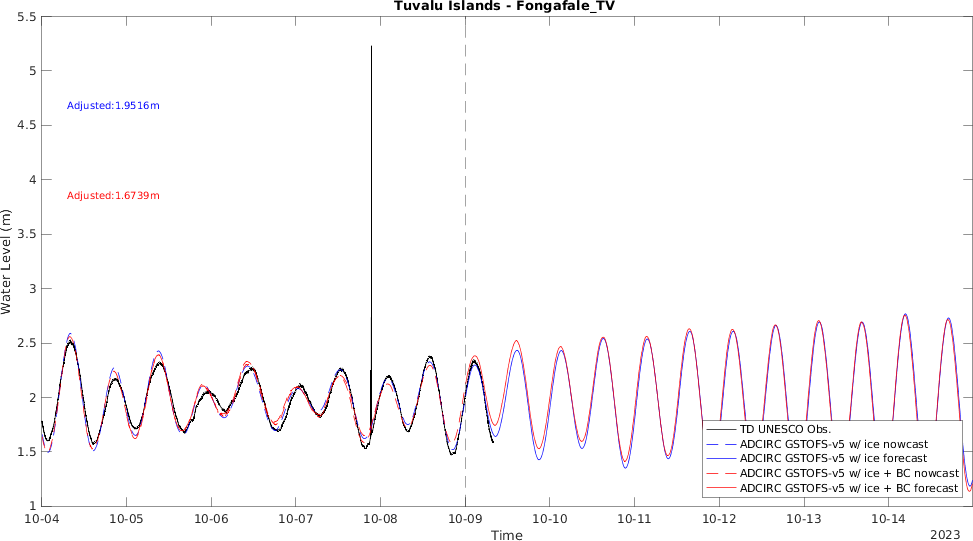 Tuvalu Islands - Fongafale_TV
5.5
5
4.5
4
3.5
3
2.5
2
1.5
1
Water Level (m)
Adjusted:1.9516m
Adjusted:1.6739m
TD UNESCO Obs.
ADCIRC GSTOFS-v5 w/ ice nowcast
ADCIRC GSTOFS-v5 w/ ice forecast
ADCIRC GSTOFS-v5 w/ ice + BC nowcast
ADCIRC GSTOFS-v5 w/ ice + BC forecast
10-04 10-05 10-06 10-07 10-08 10-09 10-10 10-11 10-12 10-13 10-14
Time
2023